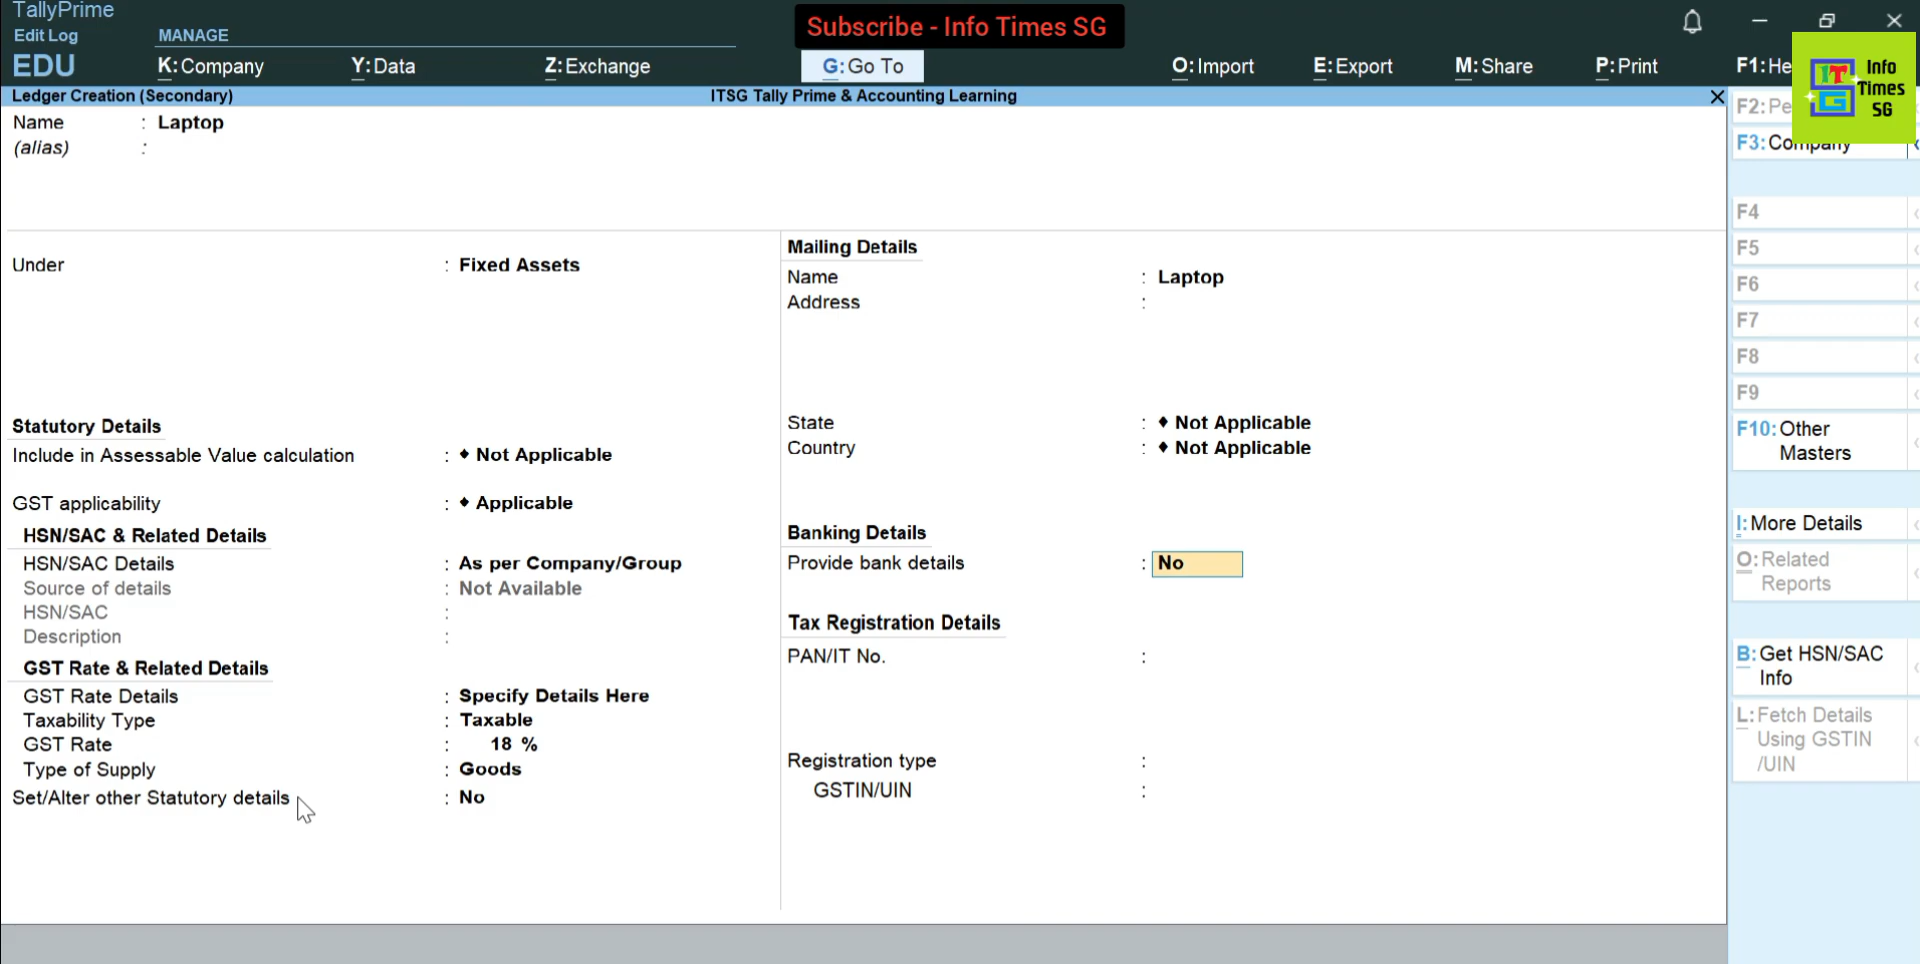 TallyPrime
Edit Log
EDU
MANAGE
K: Company
Y: Data
Z: Exchange
Subscribe - Info Times SG
G: Go To
O: Import
E: Export
M: Share
P: Print
F1: He
Info
Times
SG
ITSG
Ledger Creation (Secondary)
ITSG Tally Prime & Accounting Learning
Name : Laptop
(alias) :
Under : Fixed Assets
Statutory Details
Include in Assessable Value calculation : ♦ Not Applicable
GST applicability : ♦ Applicable
HSN/SAC & Related Details
HSN/SAC Details : As per Company/Group
Source of details : Not Available
HSN/SAC :
Description :
GST Rate & Related Details
GST Rate Details : Specify Details Here
Taxability Type : Taxable
GST Rate : 18 %
Type of Supply : Goods
Set/Alter other Statutory details : No
Mailing Details
Name : Laptop
Address :
State : ♦ Not Applicable
Country : ♦ Not Applicable
Banking Details
Provide bank details : No
Tax Registration Details
PAN/IT No. :
Registration type :
GSTIN/UIN :
F2: Pe
F3: Company
F4
F5
F6
F7
F8
F9
F10: Other
Masters
I: More Details
O: Related
Reports
B: Get HSN/SAC
Info
L: Fetch Details
Using GSTIN
/UIN